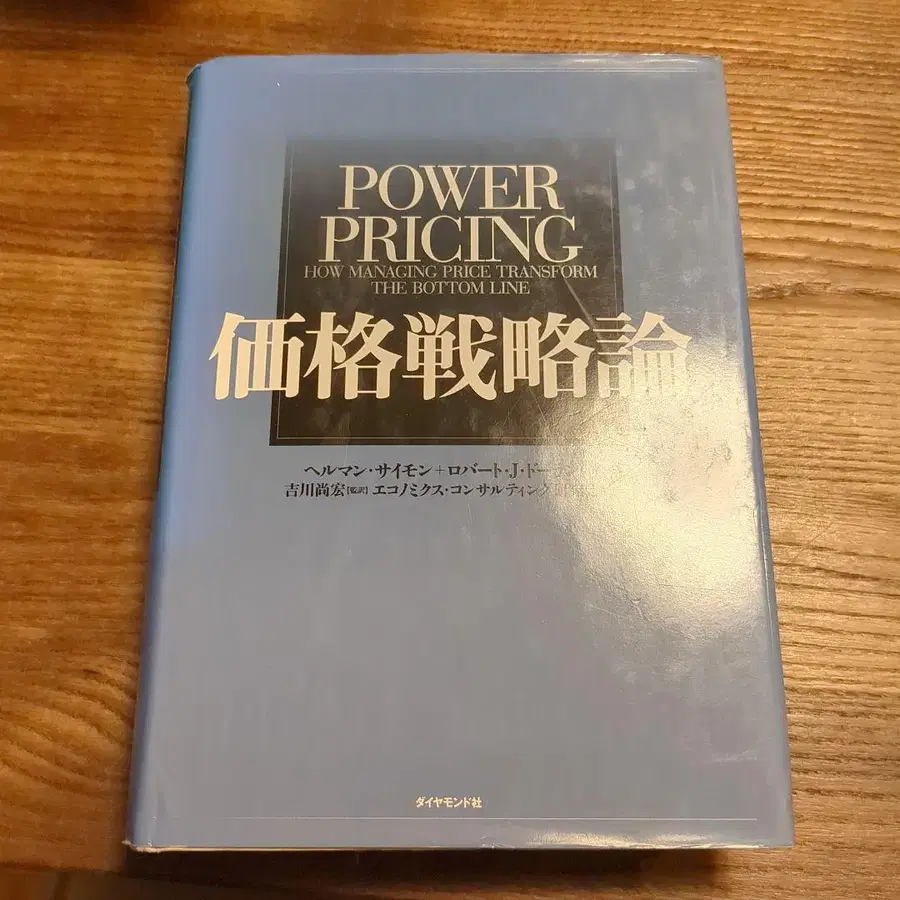 POWER
PRICING
HOW MANAGING PRICE TRANSFORM
THE BOTTOM LINE
価格戦略論
ヘルマン・サイモン+ロバート・J・ドー
吉川尚宏[監訳]エコノミクス・コンサルティング
ダイヤモンド社